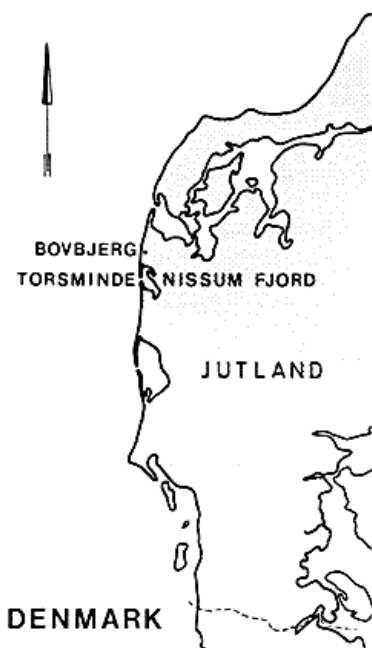 N
BOVBJERG
TORSMINDE NISSUM FJORD
JUTLAND
DENMARK